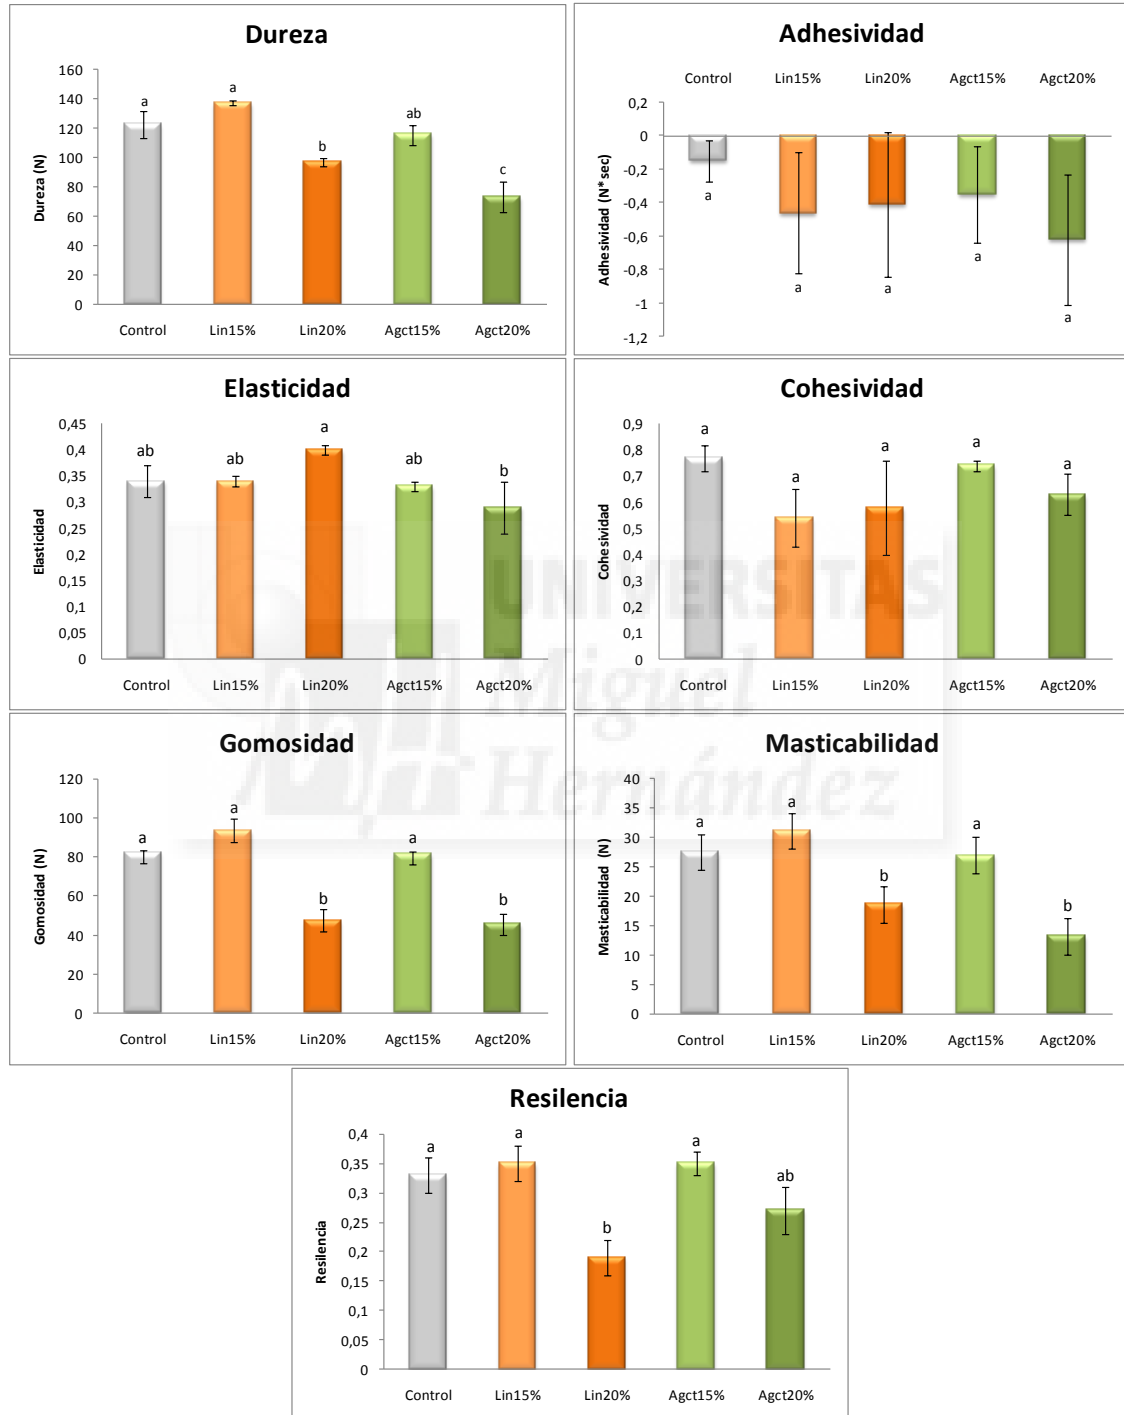 Dureza
Dureza (N)
160
140
120
100
80
60
40
20
0
a
a
b
ab
c
Control Lin15% Lin20% Agct15% Agct20%
Adhesividad
Control Lin15% Lin20% Agct15% Agct20%
Adhesividad (N*sec)
0,2
0
-0,2
-0,4
-0,6
-0,8
-1
-1,2
a
a
a
a
a
Elasticidad
Elasticidad
0,45
0,4
0,35
0,3
0,25
0,2
0,15
0,1
0,05
0
ab
ab
a
ab
b
Control Lin15% Lin20% Agct15% Agct20%
Cohesividad
Cohesividad
0,9
0,8
0,7
0,6
0,5
0,4
0,3
0,2
0,1
0
a
a
a
a
a
Control Lin15% Lin20% Agct15% Agct20%
UNIVERSITAS
Miguel
Hernández
Gomosidad
Gomosidad (N)
120
100
80
60
40
20
0
a
a
b
a
b
Control Lin15% Lin20% Agct15% Agct20%
Masticabilidad
Masticabilidad (N)
40
35
30
25
20
15
10
5
0
a
a
b
a
b
Control Lin15% Lin20% Agct15% Agct20%
Resilencia
Resilencia
0,4
0,35
0,3
0,25
0,2
0,15
0,1
0,05
0
a
a
b
a
ab
Control Lin15% Lin20% Agct15% Agct20%